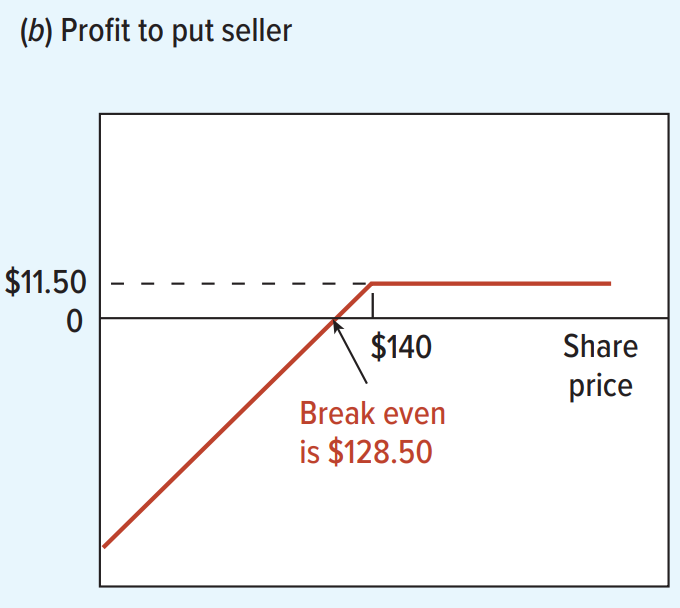 (b) Profit to put seller
$11.50
0
$140
Share
price
Break even
is $128.50